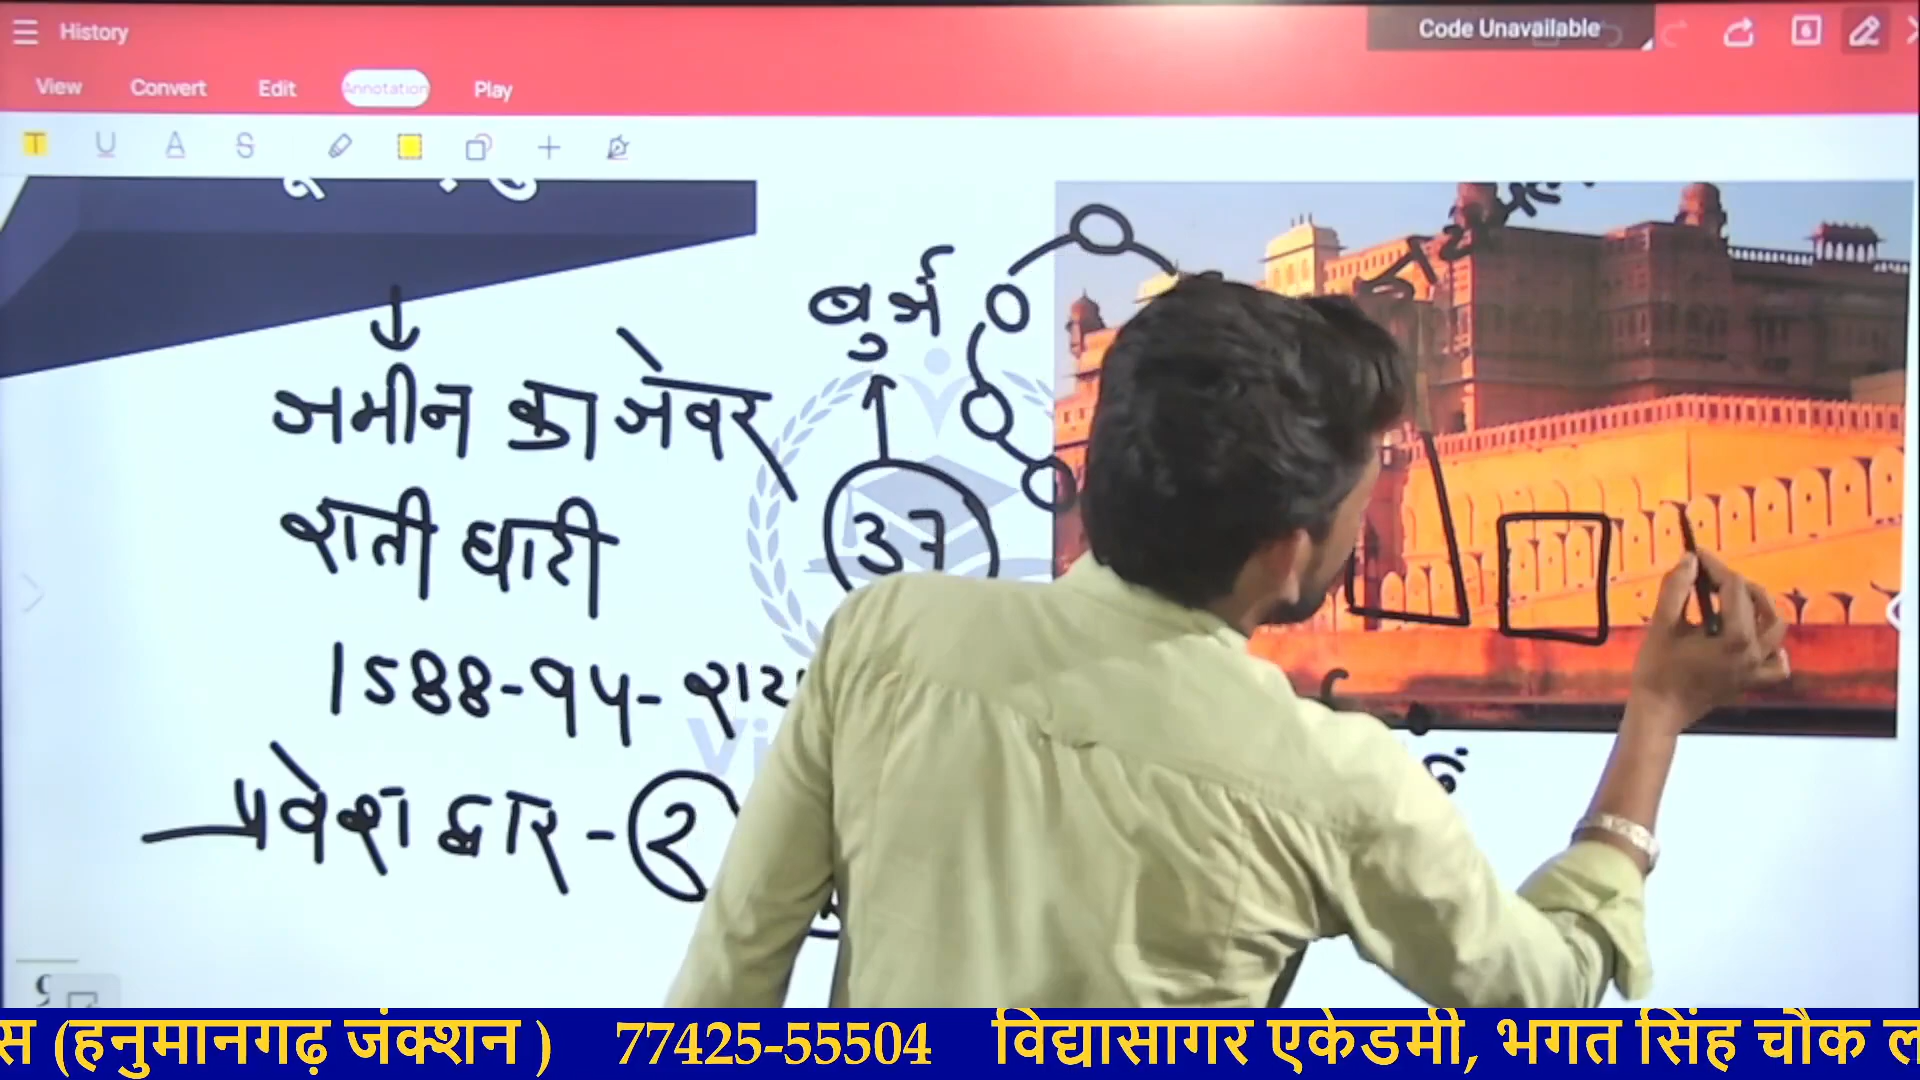 History
Code Unavailable
6
View Convert Edit Annotation Play
T U A S
बुर्ज
जमीन का जेवर
37
राती घाटी
1588-94-राय
प्रवेश द्वार-2
स (हनुमानगढ़ जंक्शन ) 77425-55504 विद्यासागर एकेडमी, भगत सिंह चौक ल